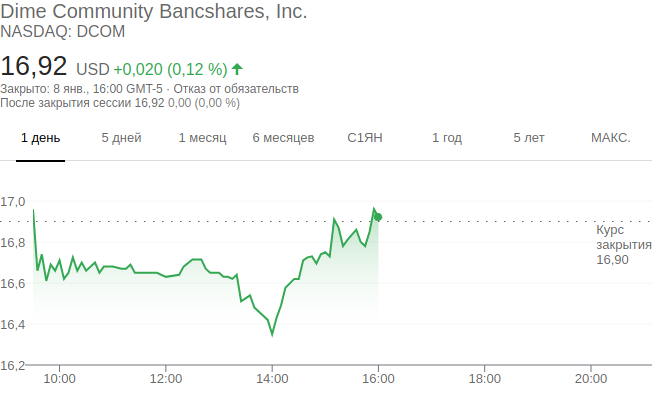 Dime Community Bancshares, Inc.
NASDAQ: DCOM
16,92 USD +0,020 (0,12 %)
Закрыто: 8 янв., 16:00 GMT-5 · Отказ от обязательств
После закрытия сессии 16,92 0,00 (0,00 %)
1 день 5 дней 1 месяц 6 месяцев С1ЯН 1 год 5 лет МАКС.
17,0
Курс
закрытия
16,90
16,8
16,6
16,4
16,2
10:00 12:00 14:00 16:00 18:00 20:00